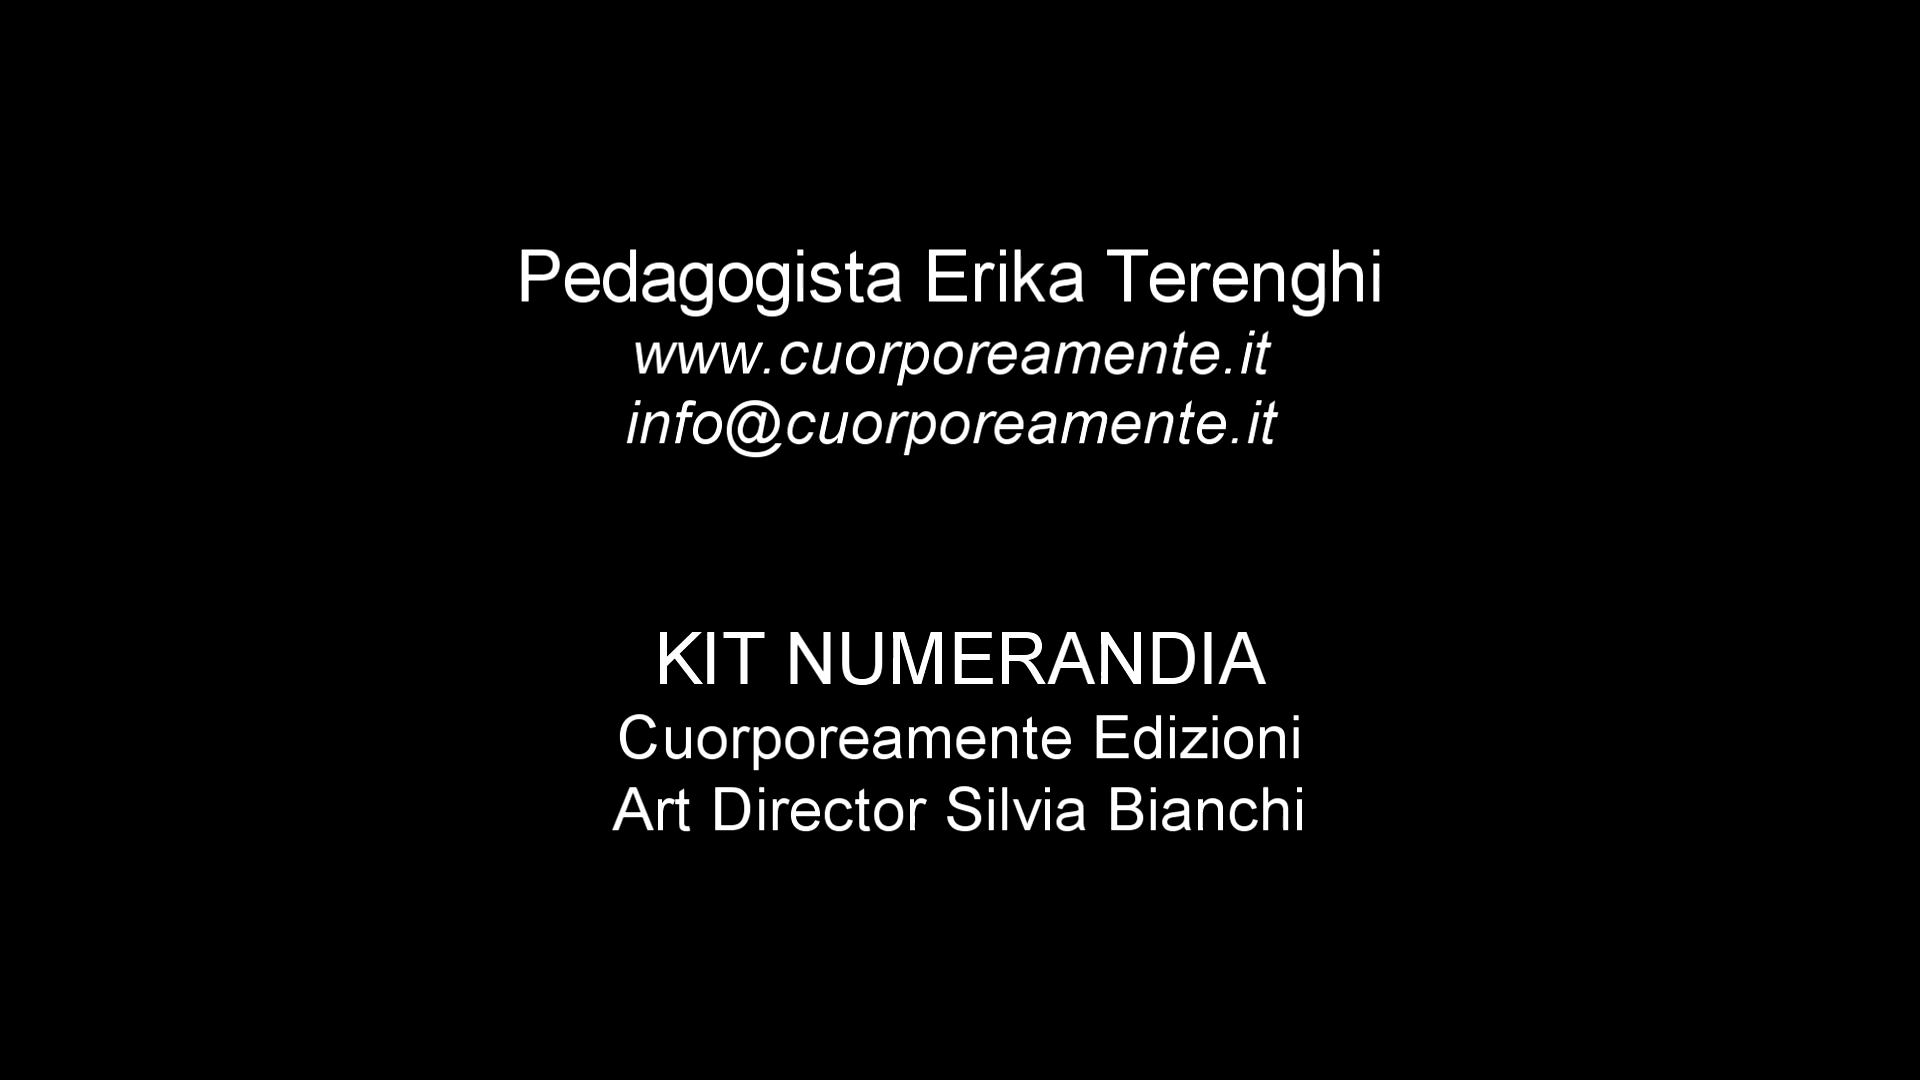 Pedagogista Erika Terenghi
www.cuorporeamente.it
info@cuorporeamente.it
KIT NUMERANDIA
Cuorporeamente Edizioni
Art Director Silvia Bianchi